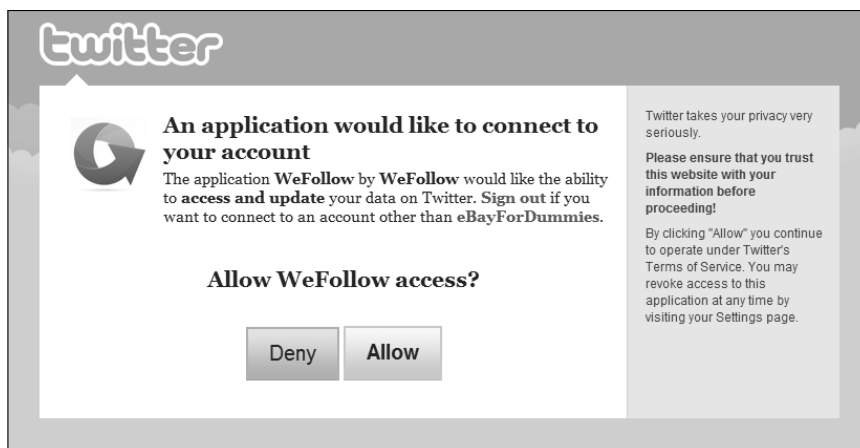 twitter
An application would like to connect to
your account
The application WeFollow by WeFollow would like the ability
to access and update your data on Twitter. Sign out if you
want to connect to an account other than eBayForDummies.
Allow WeFollow access?
Deny Allow
Twitter takes your privacy very
seriously.
Please ensure that you trust
this website with your
information before
proceeding!
By clicking "Allow" you continue
to operate under Twitter's
Terms of Service. You may
revoke access to this
application at any time by
visiting your Settings page.